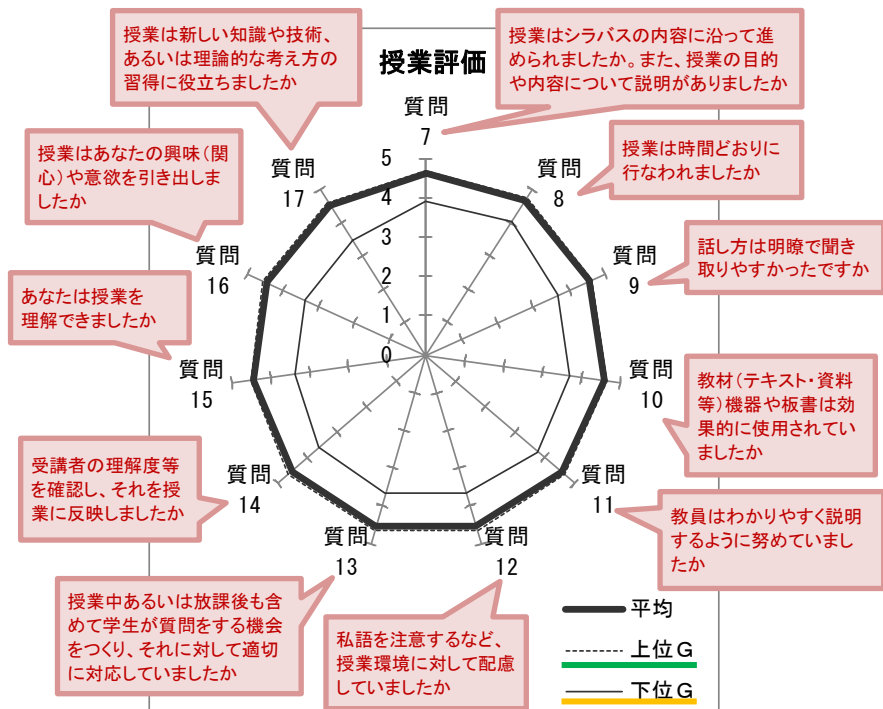 授業評価
授業は新しい知識や技術、
あるいは理論的な考え方の
習得に役立ちましたか
授業はシラバスの内容に沿って進
められましたか。また、授業の目的
や内容について説明がありましたか
授業はあなたの興味（関
心）や意欲を引き出しま
したか
授業は時間どおりに
行なわれましたか
話し方は明瞭で聞き
取りやすかったですか
あなたは授業を
理解できましたか
教材（テキスト・資料
等）機器や板書は効
果的に使用されてい
ましたか
受講者の理解度等
を確認し、それを授
業に反映しましたか
教員はわかりやすく説明
するように努めていまし
たか
授業中あるいは放課後も含
めて学生が質問をする機会
をつくり、それに対して適切
に対応していましたか
私語を注意するなど、
授業環境に対して配慮
していましたか
質問
7
質問
8
質問
9
質問
10
質問
11
質問
12
質問
13
質問
14
質問
15
質問
16
質問
17
5
4
3
2
1
0
平均
上位Ｇ
下位Ｇ